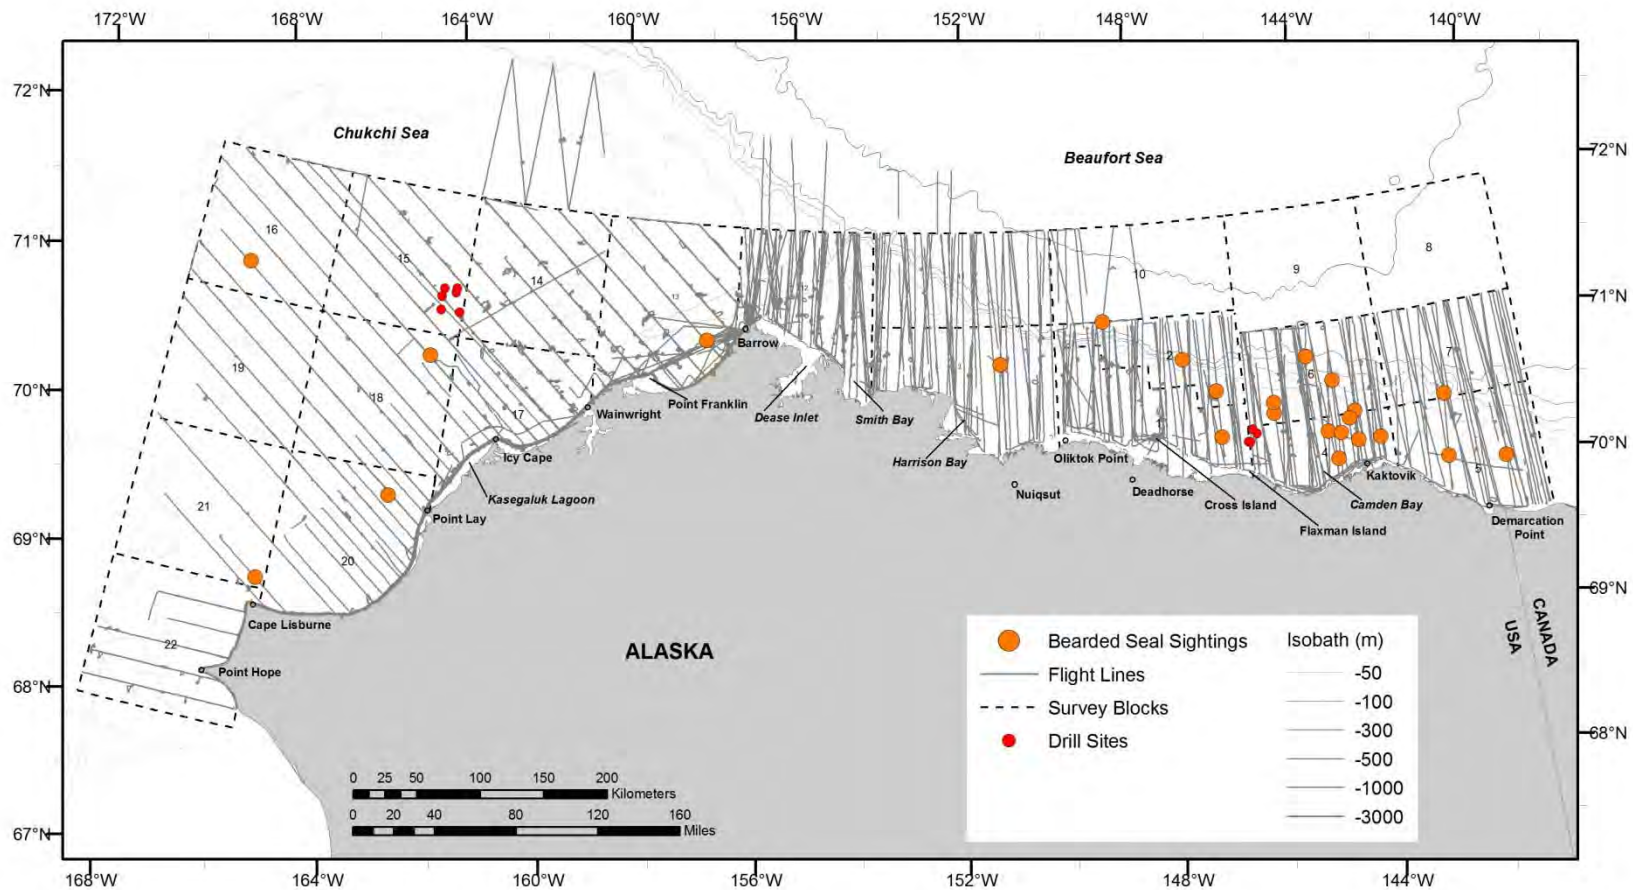 172°W 168°W 164°W 160°W 156°W 152°W 148°W 144°W 140°W
72°N
Chukchi Sea
Beaufort Sea
72°N
71°N
16
15
14
13
12
10
9
8
71°N
Barrow
2
6
7
19
18
17
Wainwright
Point Franklin
Dease Inlet
Smith Bay
3
1
70°N
70°N
Icy Cape
Kasegaluk Lagoon
Harrison Bay
Oliktok Point
4
5
Kaktovik
Nuiqsut
Deadhorse
Cross Island
Camden Bay
21
Point Lay
Flaxman Island
Demarcation
Point
69°N
20
69°N
Cape Lisburne
22
Point Hope
ALASKA
USA
CANADA
68°N
68°N
67°N
Bearded Seal Sightings
Flight Lines
Survey Blocks
Drill Sites
Isobath (m)
-50
-100
-300
-500
-1000
-3000
0 25 50 100 150 200
Kilometers
0 20 40 80 120 160
Miles
168°W 164°W 160°W 156°W 152°W 148°W 144°W